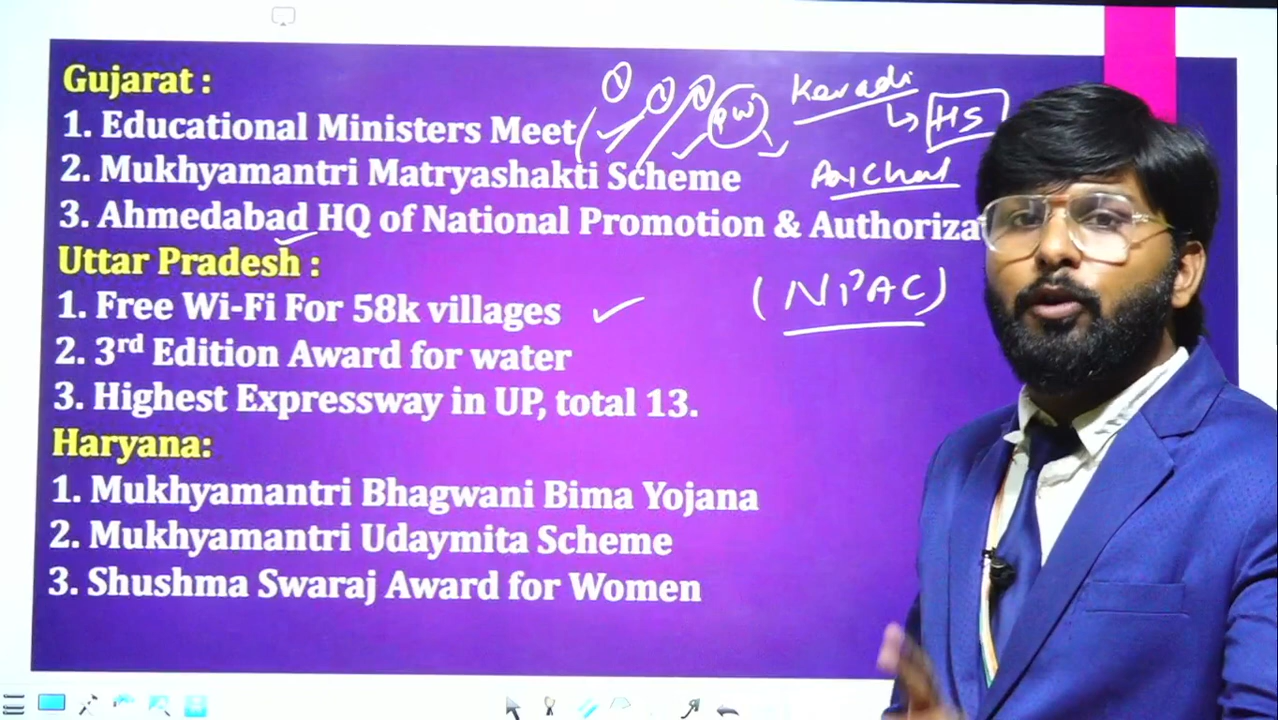 Gujarat :
1. Educational Ministers Meet
2. Mukhyamantri Matryashakti Scheme
3. Ahmedabad HQ of National Promotion & Authoriza
Uttar Pradesh :
1. Free Wi-Fi For 58k villages
2. 3rd Edition Award for water
3. Highest Expressway in UP, total 13.
Haryana:
1. Mukhyamantri Bhagwani Bima Yojana
2. Mukhyamantri Udaymita Scheme
3. Shushma Swaraj Award for Women
Kevadi
HS
(NPAC)